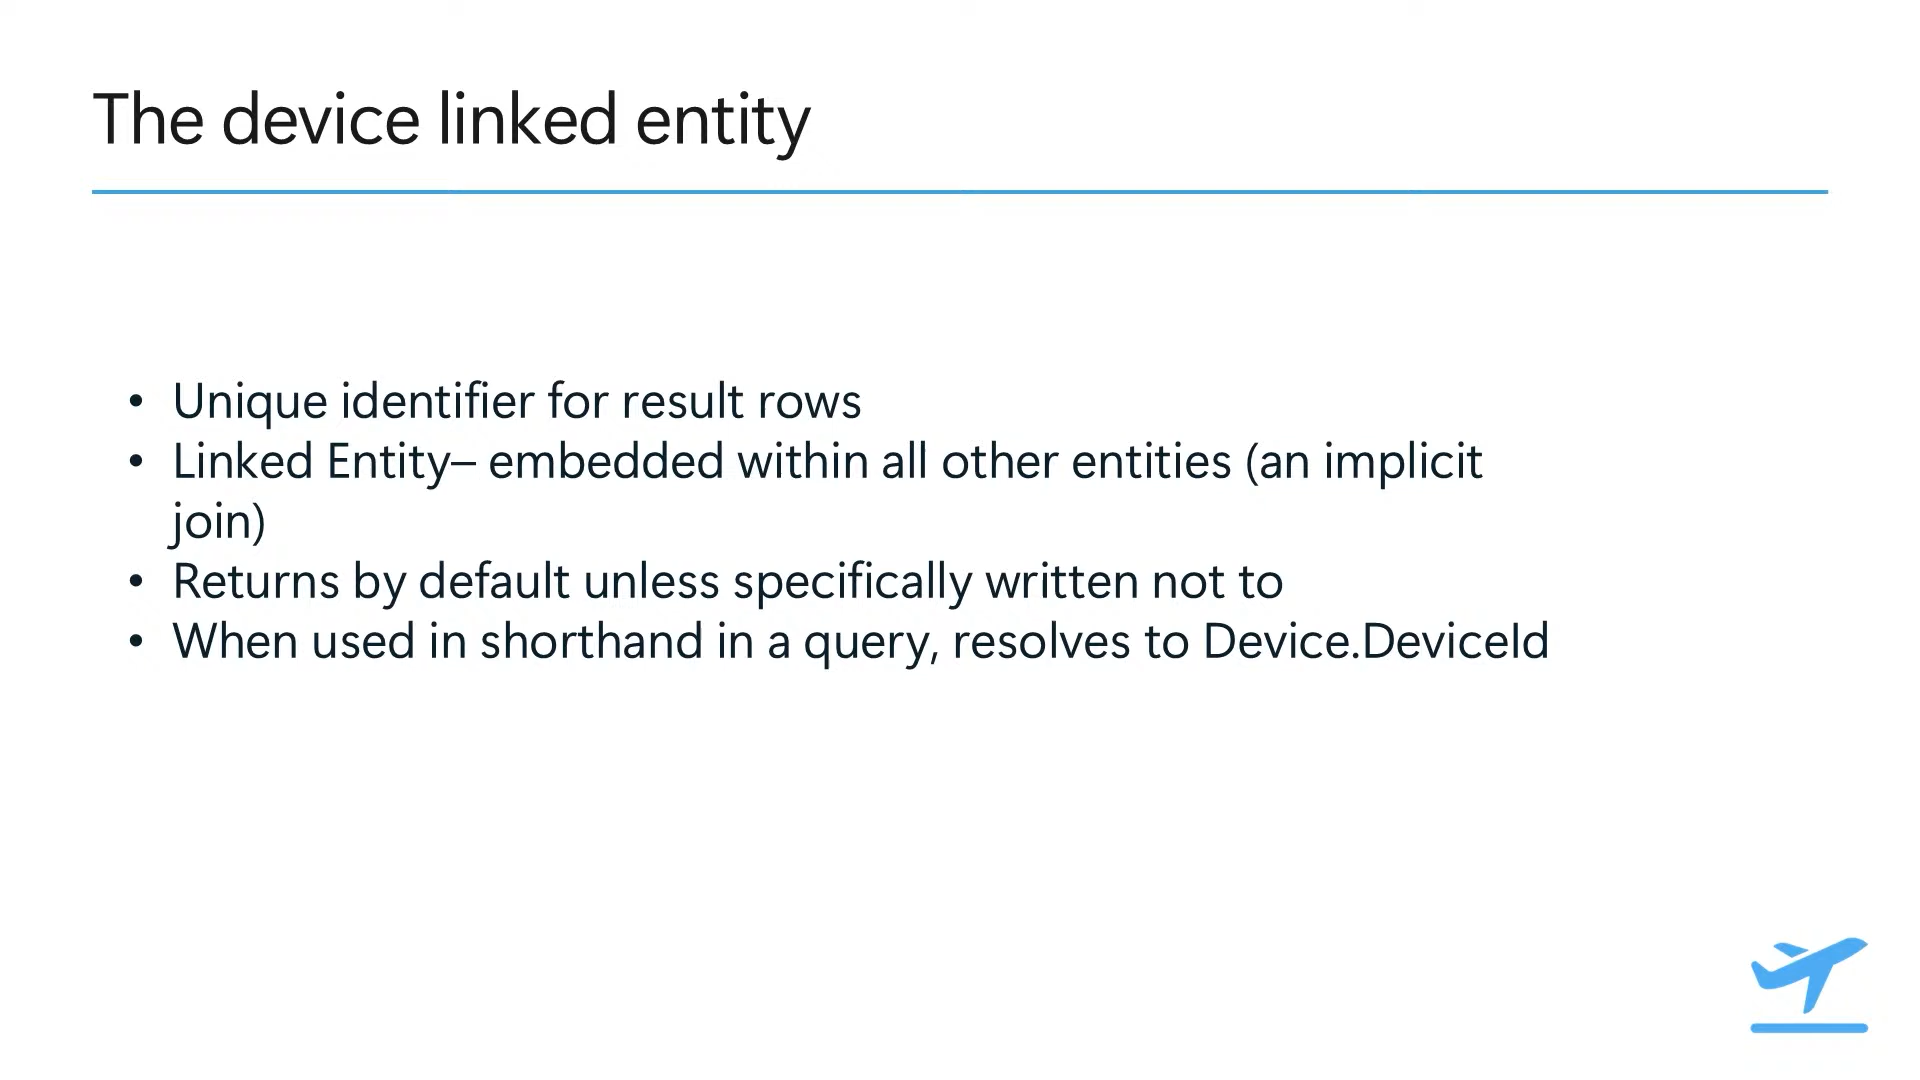 The device linked entity
• Unique identifier for result rows
• Linked Entity– embedded within all other entities (an implicit
join)
• Returns by default unless specifically written not to
• When used in shorthand in a query, resolves to Device.DeviceId